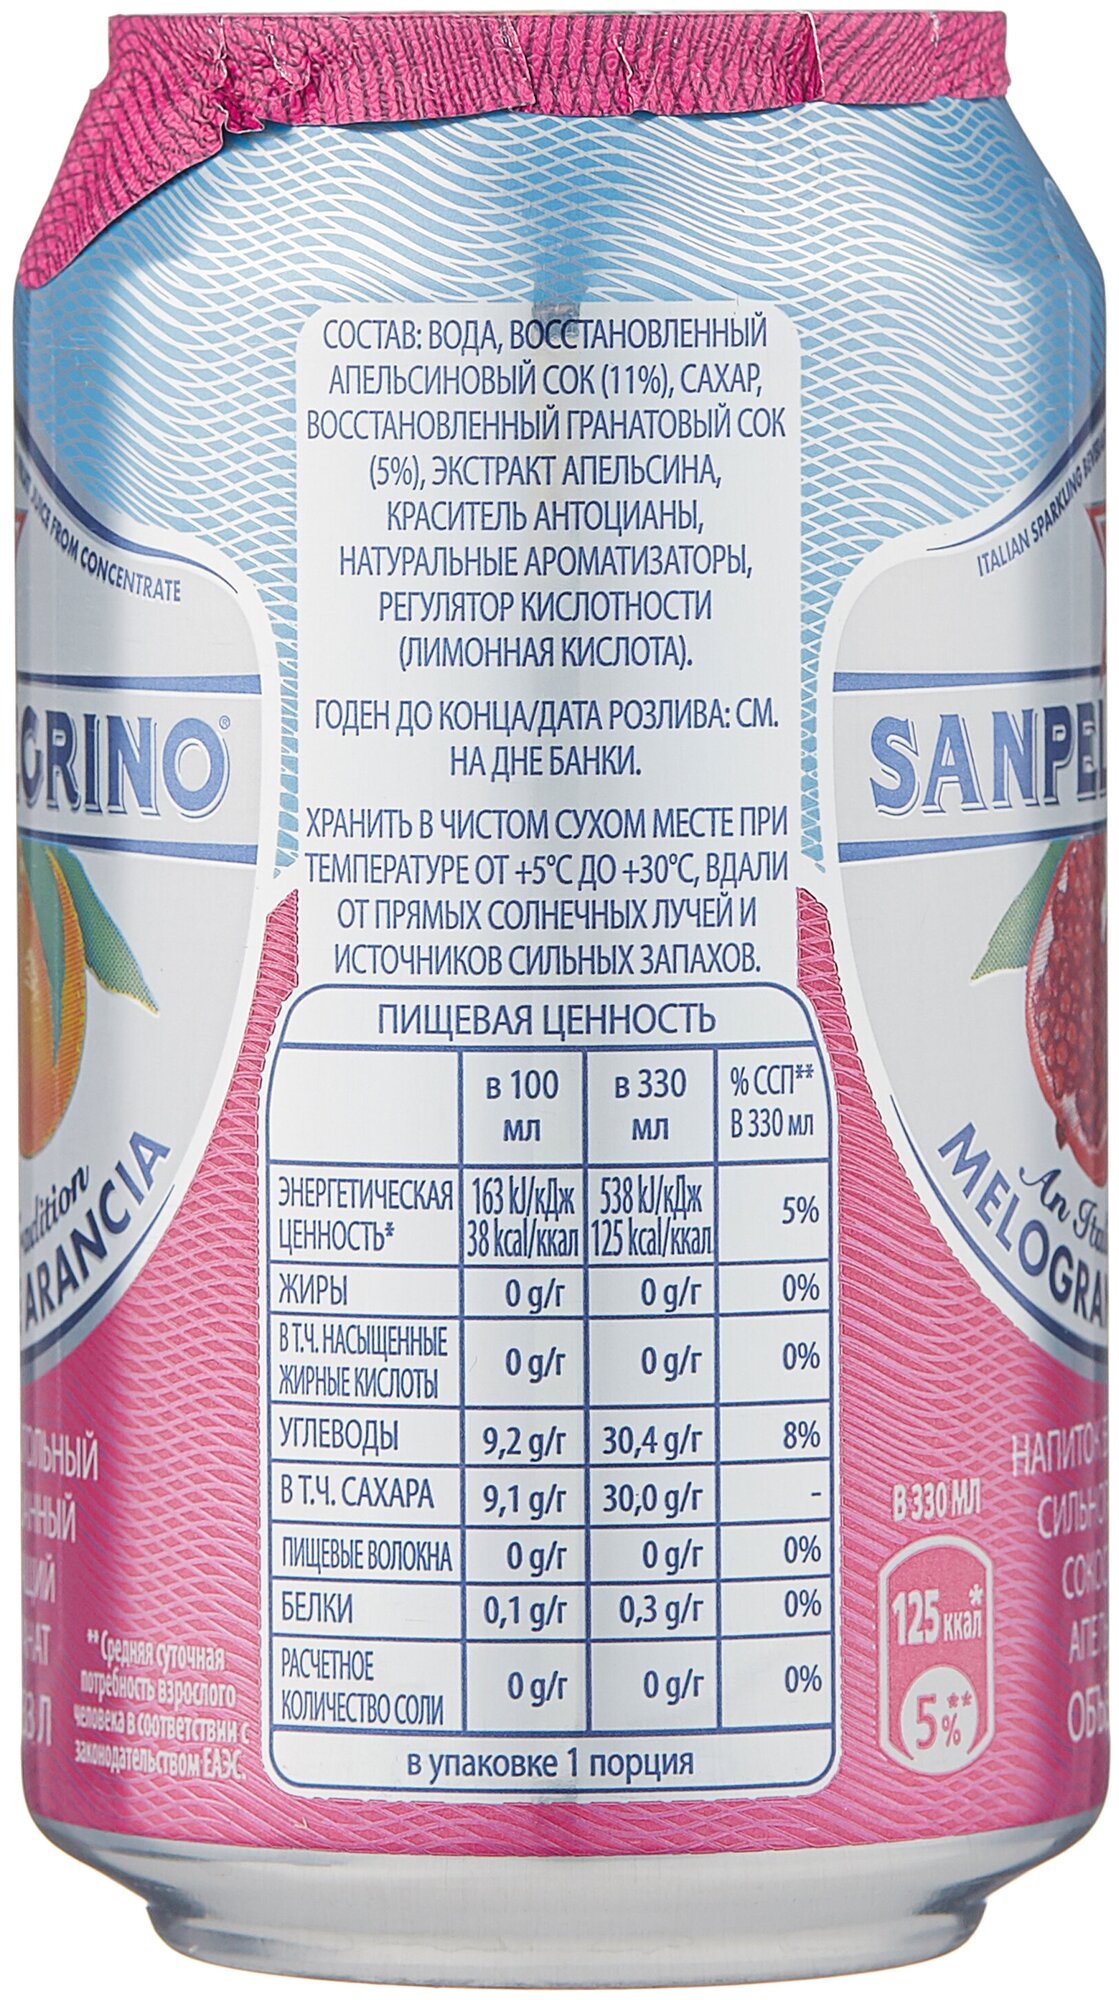 СОСТАВ: ВОДА, ВОССТАНОВЛЕННЫЙ
АПЕЛЬСИНОВЫЙ СОК (11%), САХАР,
ВОССТАНОВЛЕННЫЙ ГРАНАТОВЫЙ СОК
(5%), ЭКСТРАКТ АПЕЛЬСИНА,
КРАСИТЕЛЬ АНТОЦИАНЫ,
НАТУРАЛЬНЫЕ АРОМАТИЗАТОРЫ,
РЕГУЛЯТОР КИСЛОТНОСТИ
(ЛИМОННАЯ КИСЛОТА).
ГОДЕН ДО КОНЦА/ДАТА РОЗЛИВА: СМ.
НА ДНЕ БАНКИ.
ХРАНИТЬ В ЧИСТОМ СУХОМ МЕСТЕ ПРИ
ТЕМПЕРАТУРЕ ОТ +5°C ДО +30°C, ВДАЛИ
ОТ ПРЯМЫХ СОЛНЕЧНЫХ ЛУЧЕЙ И
ИСТОЧНИКОВ СИЛЬНЫХ ЗАПАХОВ.
ПИЩЕВАЯ ЦЕННОСТЬ
в 100 мл в 330 мл % ССП** В 330 мл
ЭНЕРГЕТИЧЕСКАЯ ЦЕННОСТЬ* 163 kJ/кДж 38 kcal/ккал 538 kJ/кДж 125 kcal/ккал 5%
ЖИРЫ 0 g/г 0 g/г 0%
В Т.Ч. НАСЫЩЕННЫЕ ЖИРНЫЕ КИСЛОТЫ 0 g/г 0 g/г 0%
УГЛЕВОДЫ 9,2 g/г 30,4 g/г 8%
В Т.Ч. САХАРА 9,1 g/г 30,0 g/г -
ПИЩЕВЫЕ ВОЛОКНА 0 g/г 0 g/г 0%
БЕЛКИ 0,1 g/г 0,3 g/г 0%
РАСЧЕТНОЕ КОЛИЧЕСТВО СОЛИ 0 g/г 0 g/г 0%
в упаковке 1 порция
JUICE FROM CONCENTRATE
GRINO®
ARANCIA
**Средняя суточная
потребность взрослого
человека в соответствии с
законодательством ЕАЭС.
ITALIAN SPARKLING
SANPE
An
MELOGRA
В 330 МЛ
125 ккал*
5%**